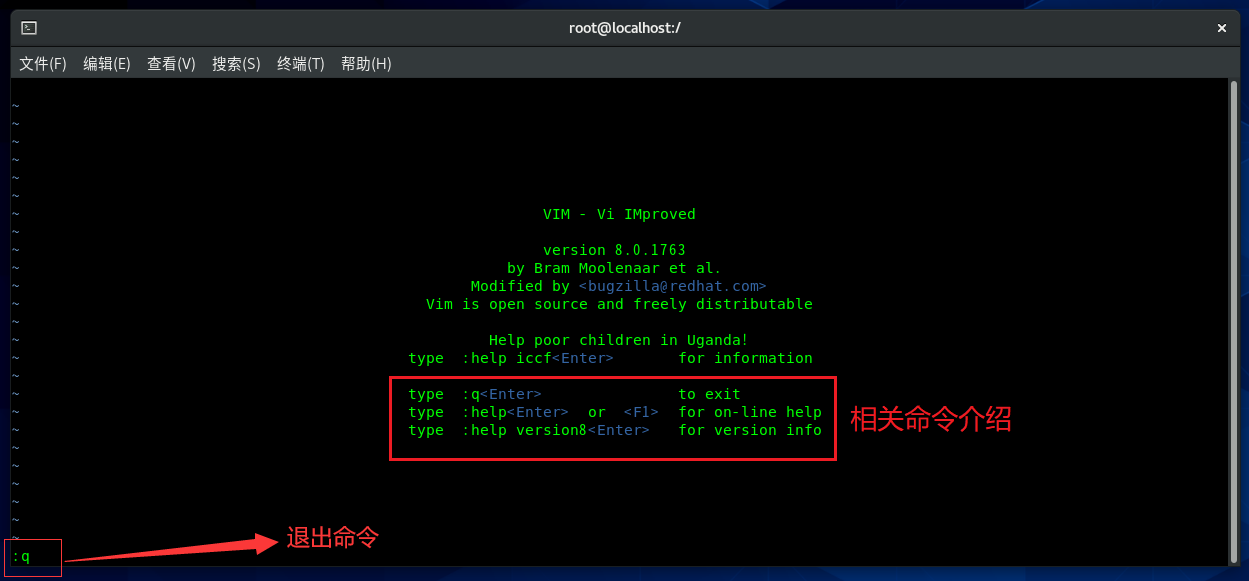 root@localhost:/
×
文件(F) 编辑(E) 查看(V) 搜索(S) 终端(T) 帮助(H)
~
~
~
~
~
~
~ VIM - Vi IMproved
~
~ version 8.0.1763
~ by Bram Moolenaar et al.
~ Modified by <bugzilla@redhat.com>
~ Vim is open source and freely distributable
~
~ Help poor children in Uganda!
~ type :help iccf<Enter> for information
~
~ type :q<Enter> to exit
~ type :help<Enter> or <F1> for on-line help
~ type :help version8<Enter> for version info
相关命令介绍
~
~
~
~
~
~
退出命令
:q